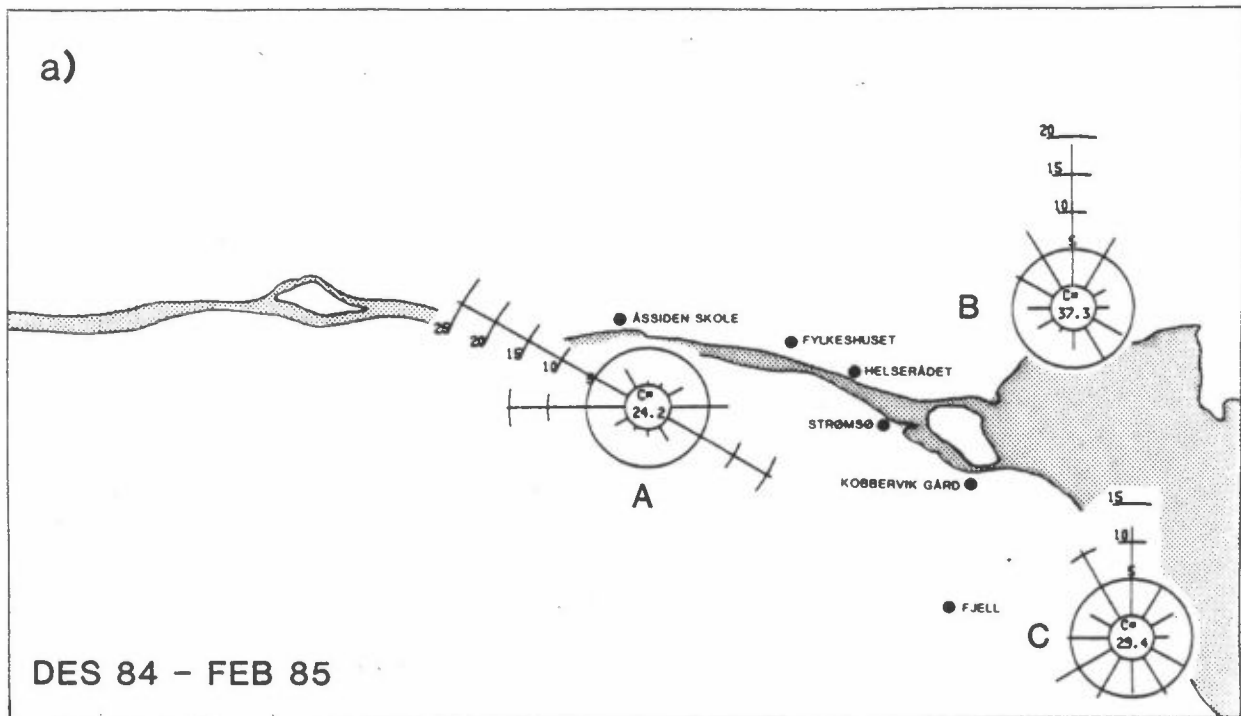 a)
20
15
10
5
B
C=
37.3
25
20
15
10
5
ÅSSIDEN SKOLE
FYLKESHUSET
HELSERÅDET
C=
24.2
STRØMSØ
A
KOBBERVIK GÅRD
15
10
5
FJELL
C
C=
29.4
DES 84 - FEB 85